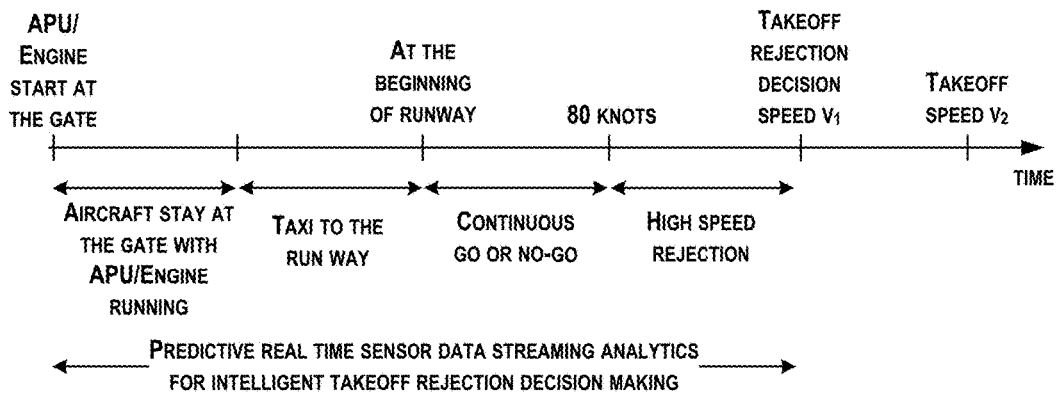 APU/
ENGINE
START AT
THE GATE
AT THE
BEGINNING
OF RUNWAY
80 KNOTS
TAKEOFF
REJECTION
DECISION
SPEED V1
TAKEOFF
SPEED V2
TIME
AIRCRAFT STAY AT
THE GATE WITH
APU/ENGINE
RUNNING
TAXI TO THE
RUN WAY
CONTINUOUS
GO OR NO-GO
HIGH SPEED
REJECTION
PREDICTIVE REAL TIME SENSOR DATA STREAMING ANALYTICS
FOR INTELLIGENT TAKEOFF REJECTION DECISION MAKING